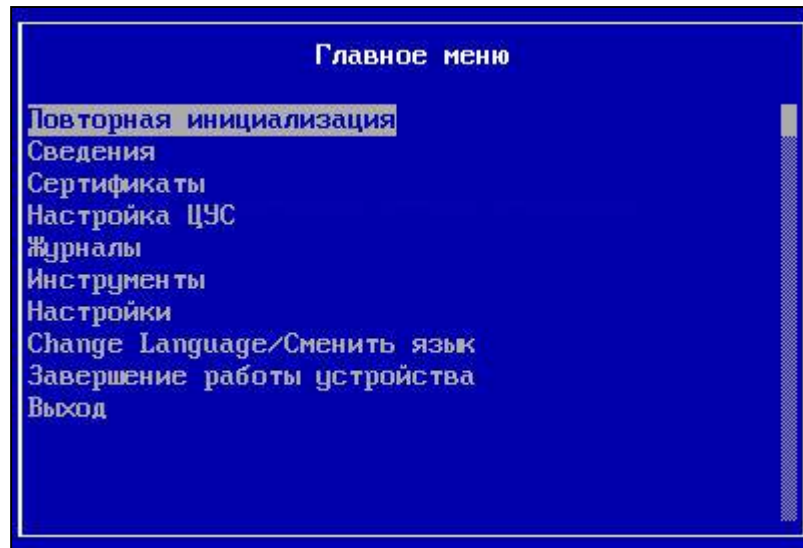 Главное меню
Повторная инициализация
Сведения
Сертификаты
Настройка ЦУС
Журналы
Инструменты
Настройки
Change Language/Сменить язык
Завершение работы устройства
Выход